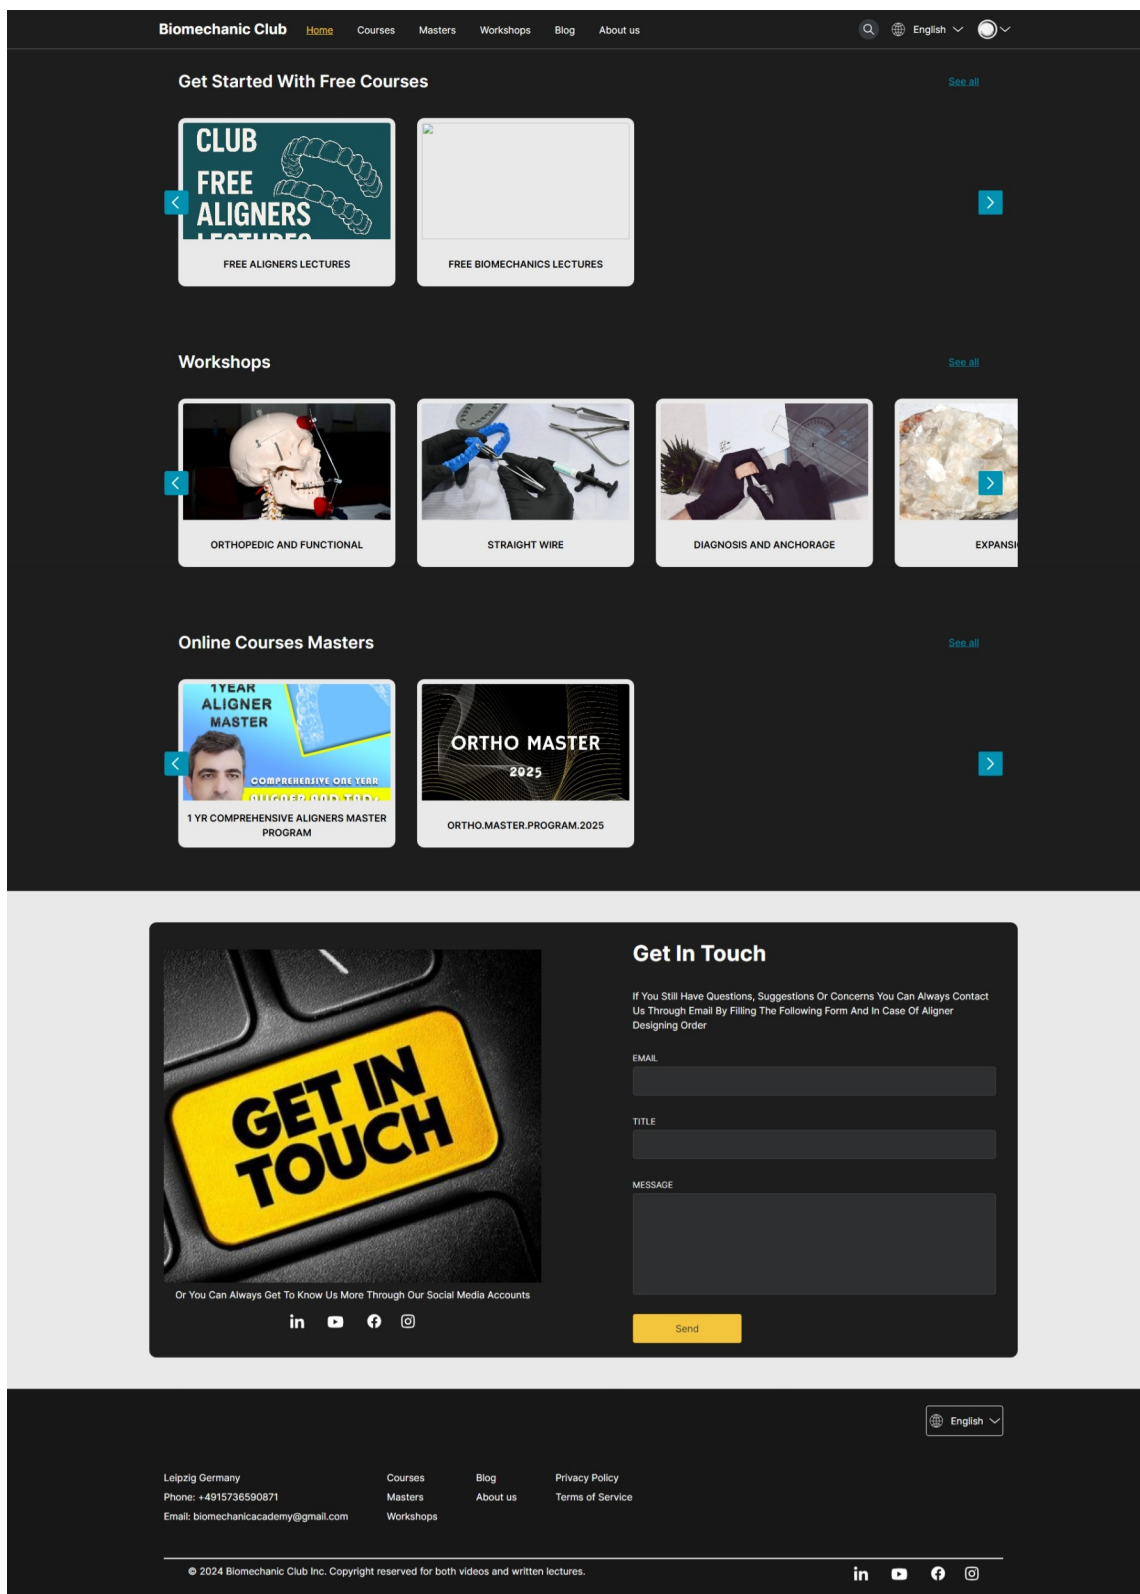 Biomechanic Club Home Courses Masters Workshops Blog About us English
Get Started With Free Courses See all
CLUB
FREE
ALIGNERS
LECTURES
FREE ALIGNERS LECTURES
FREE BIOMECHANICS LECTURES
Workshops See all
ORTHOPEDIC AND FUNCTIONAL
STRAIGHT WIRE
DIAGNOSIS AND ANCHORAGE
EXPANSI
Online Courses Masters See all
1YEAR
ALIGNER
MASTER
COMPREHENSIVE ONE YEAR
ALIGNER AND TADs
1 YR COMPREHENSIVE ALIGNERS MASTER
PROGRAM
ORTHO MASTER
2025
ORTHO.MASTER.PROGRAM.2025
GET IN
TOUCH
Or You Can Always Get To Know Us More Through Our Social Media Accounts
in
Get In Touch
If You Still Have Questions, Suggestions Or Concerns You Can Always Contact
Us Through Email By Filling The Following Form And In Case Of Aligner
Designing Order
EMAIL
TITLE
MESSAGE
Send
English
Leipzig Germany
Phone: +4915736590871
Email: biomechanicacademy@gmail.com
Courses
Masters
Workshops
Blog
About us
Privacy Policy
Terms of Service
© 2024 Biomechanic Club Inc. Copyright reserved for both videos and written lectures.
in